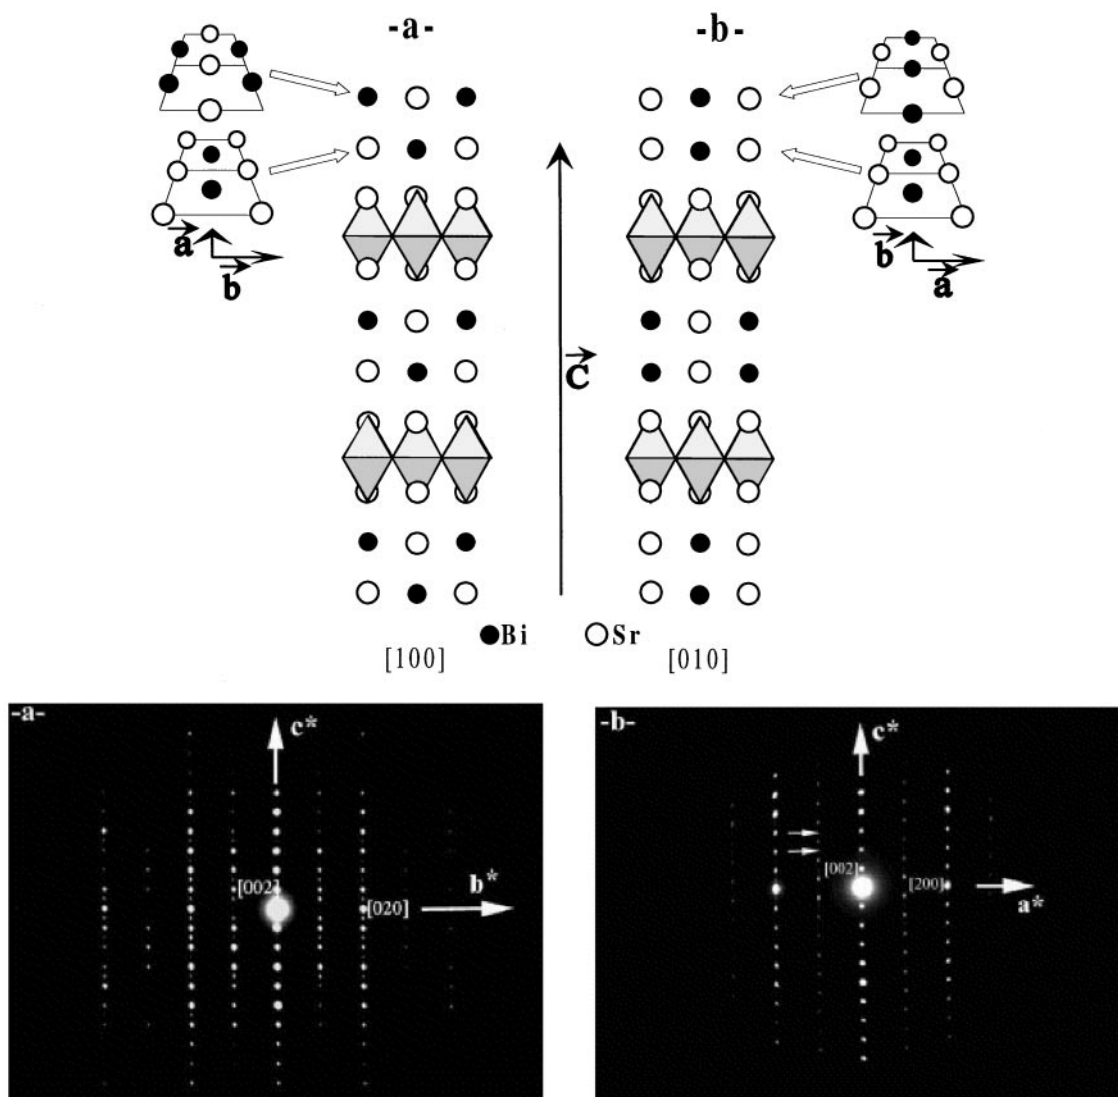 -a-
-b-
a
b
b
a
C
Bi
Sr
[100]
[010]
-a-
c*
[002]
b*
[020]
-b-
c*
[002]
[200]
a*